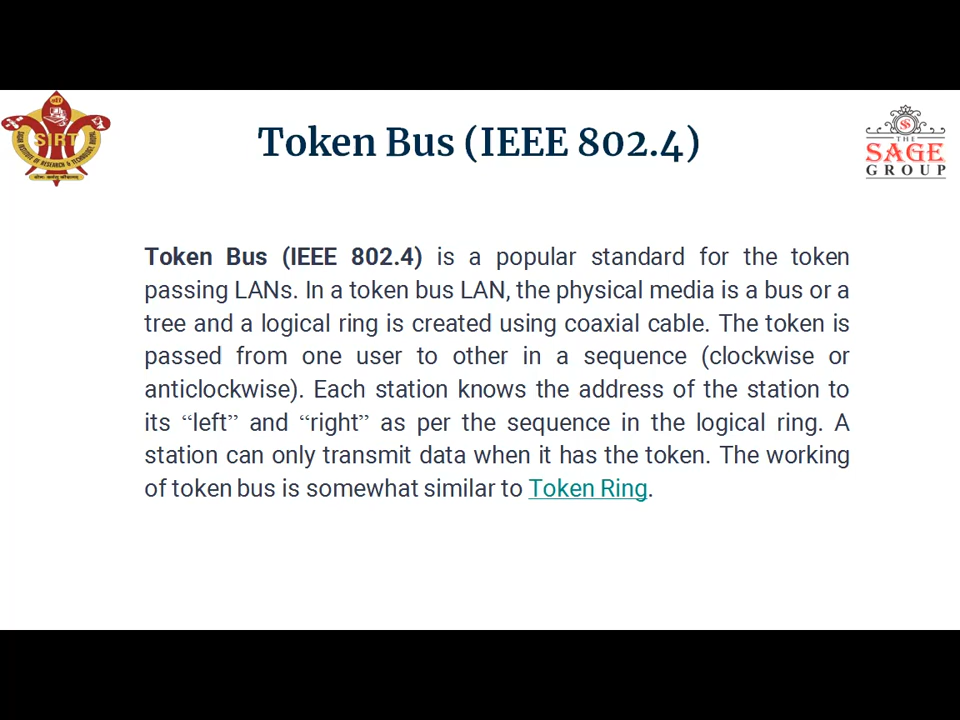 Token Bus (IEEE 802.4)
SIRT
THE
SAGE
GROUP
Token Bus (IEEE 802.4) is a popular standard for the token
passing LANs. In a token bus LAN, the physical media is a bus or a
tree and a logical ring is created using coaxial cable. The token is
passed from one user to other in a sequence (clockwise or
anticlockwise). Each station knows the address of the station to
its “left” and “right” as per the sequence in the logical ring. A
station can only transmit data when it has the token. The working
of token bus is somewhat similar to Token Ring.